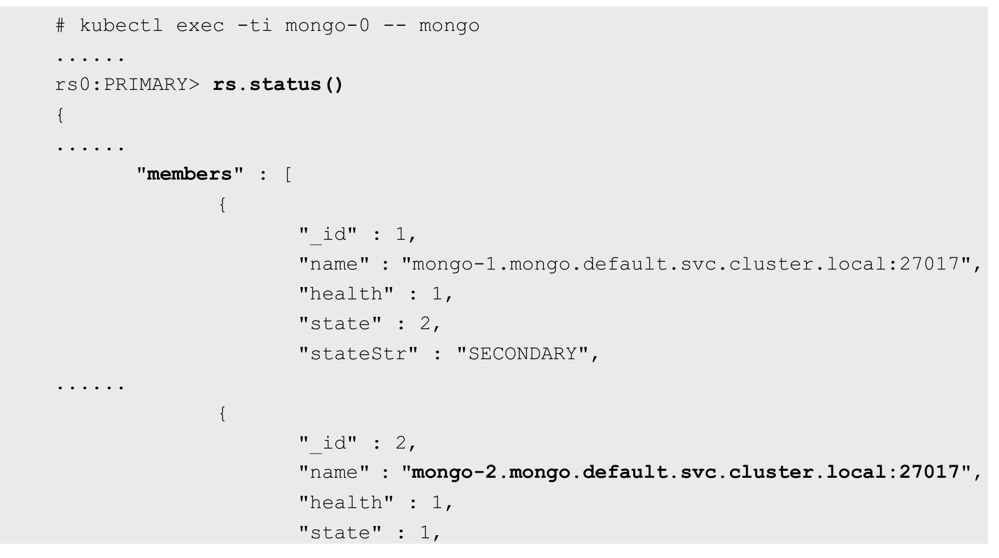 # kubectl exec -ti mongo-0 -- mongo
......
rs0:PRIMARY> rs.status()
{
......
"members" : [
{
"_id" : 1,
"name" : "mongo-1.mongo.default.svc.cluster.local:27017",
"health" : 1,
"state" : 2,
"stateStr" : "SECONDARY",
......
{
"_id" : 2,
"name" : "mongo-2.mongo.default.svc.cluster.local:27017",
"health" : 1,
"state" : 1,